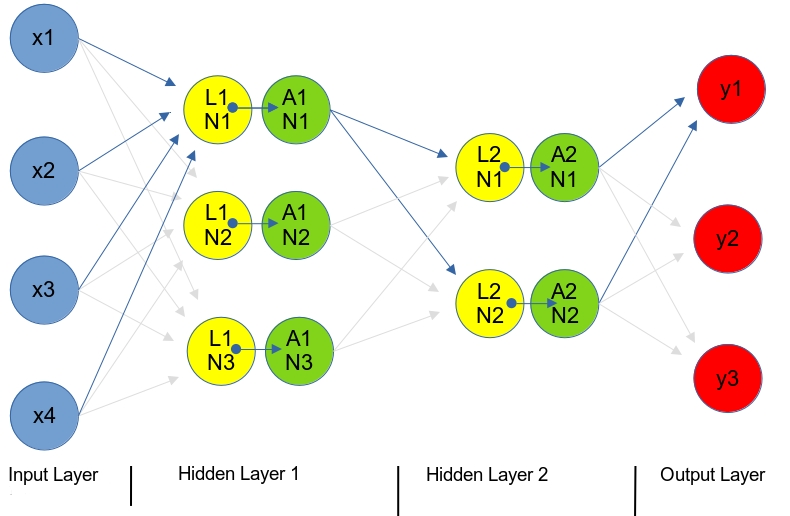 x1
x2
x3
x4
L1
N1
A1
N1
L1
N2
A1
N2
L1
N3
A1
N3
L2
N1
A2
N1
L2
N2
A2
N2
y1
y2
y3
Input Layer
Hidden Layer 1
Hidden Layer 2
Output Layer